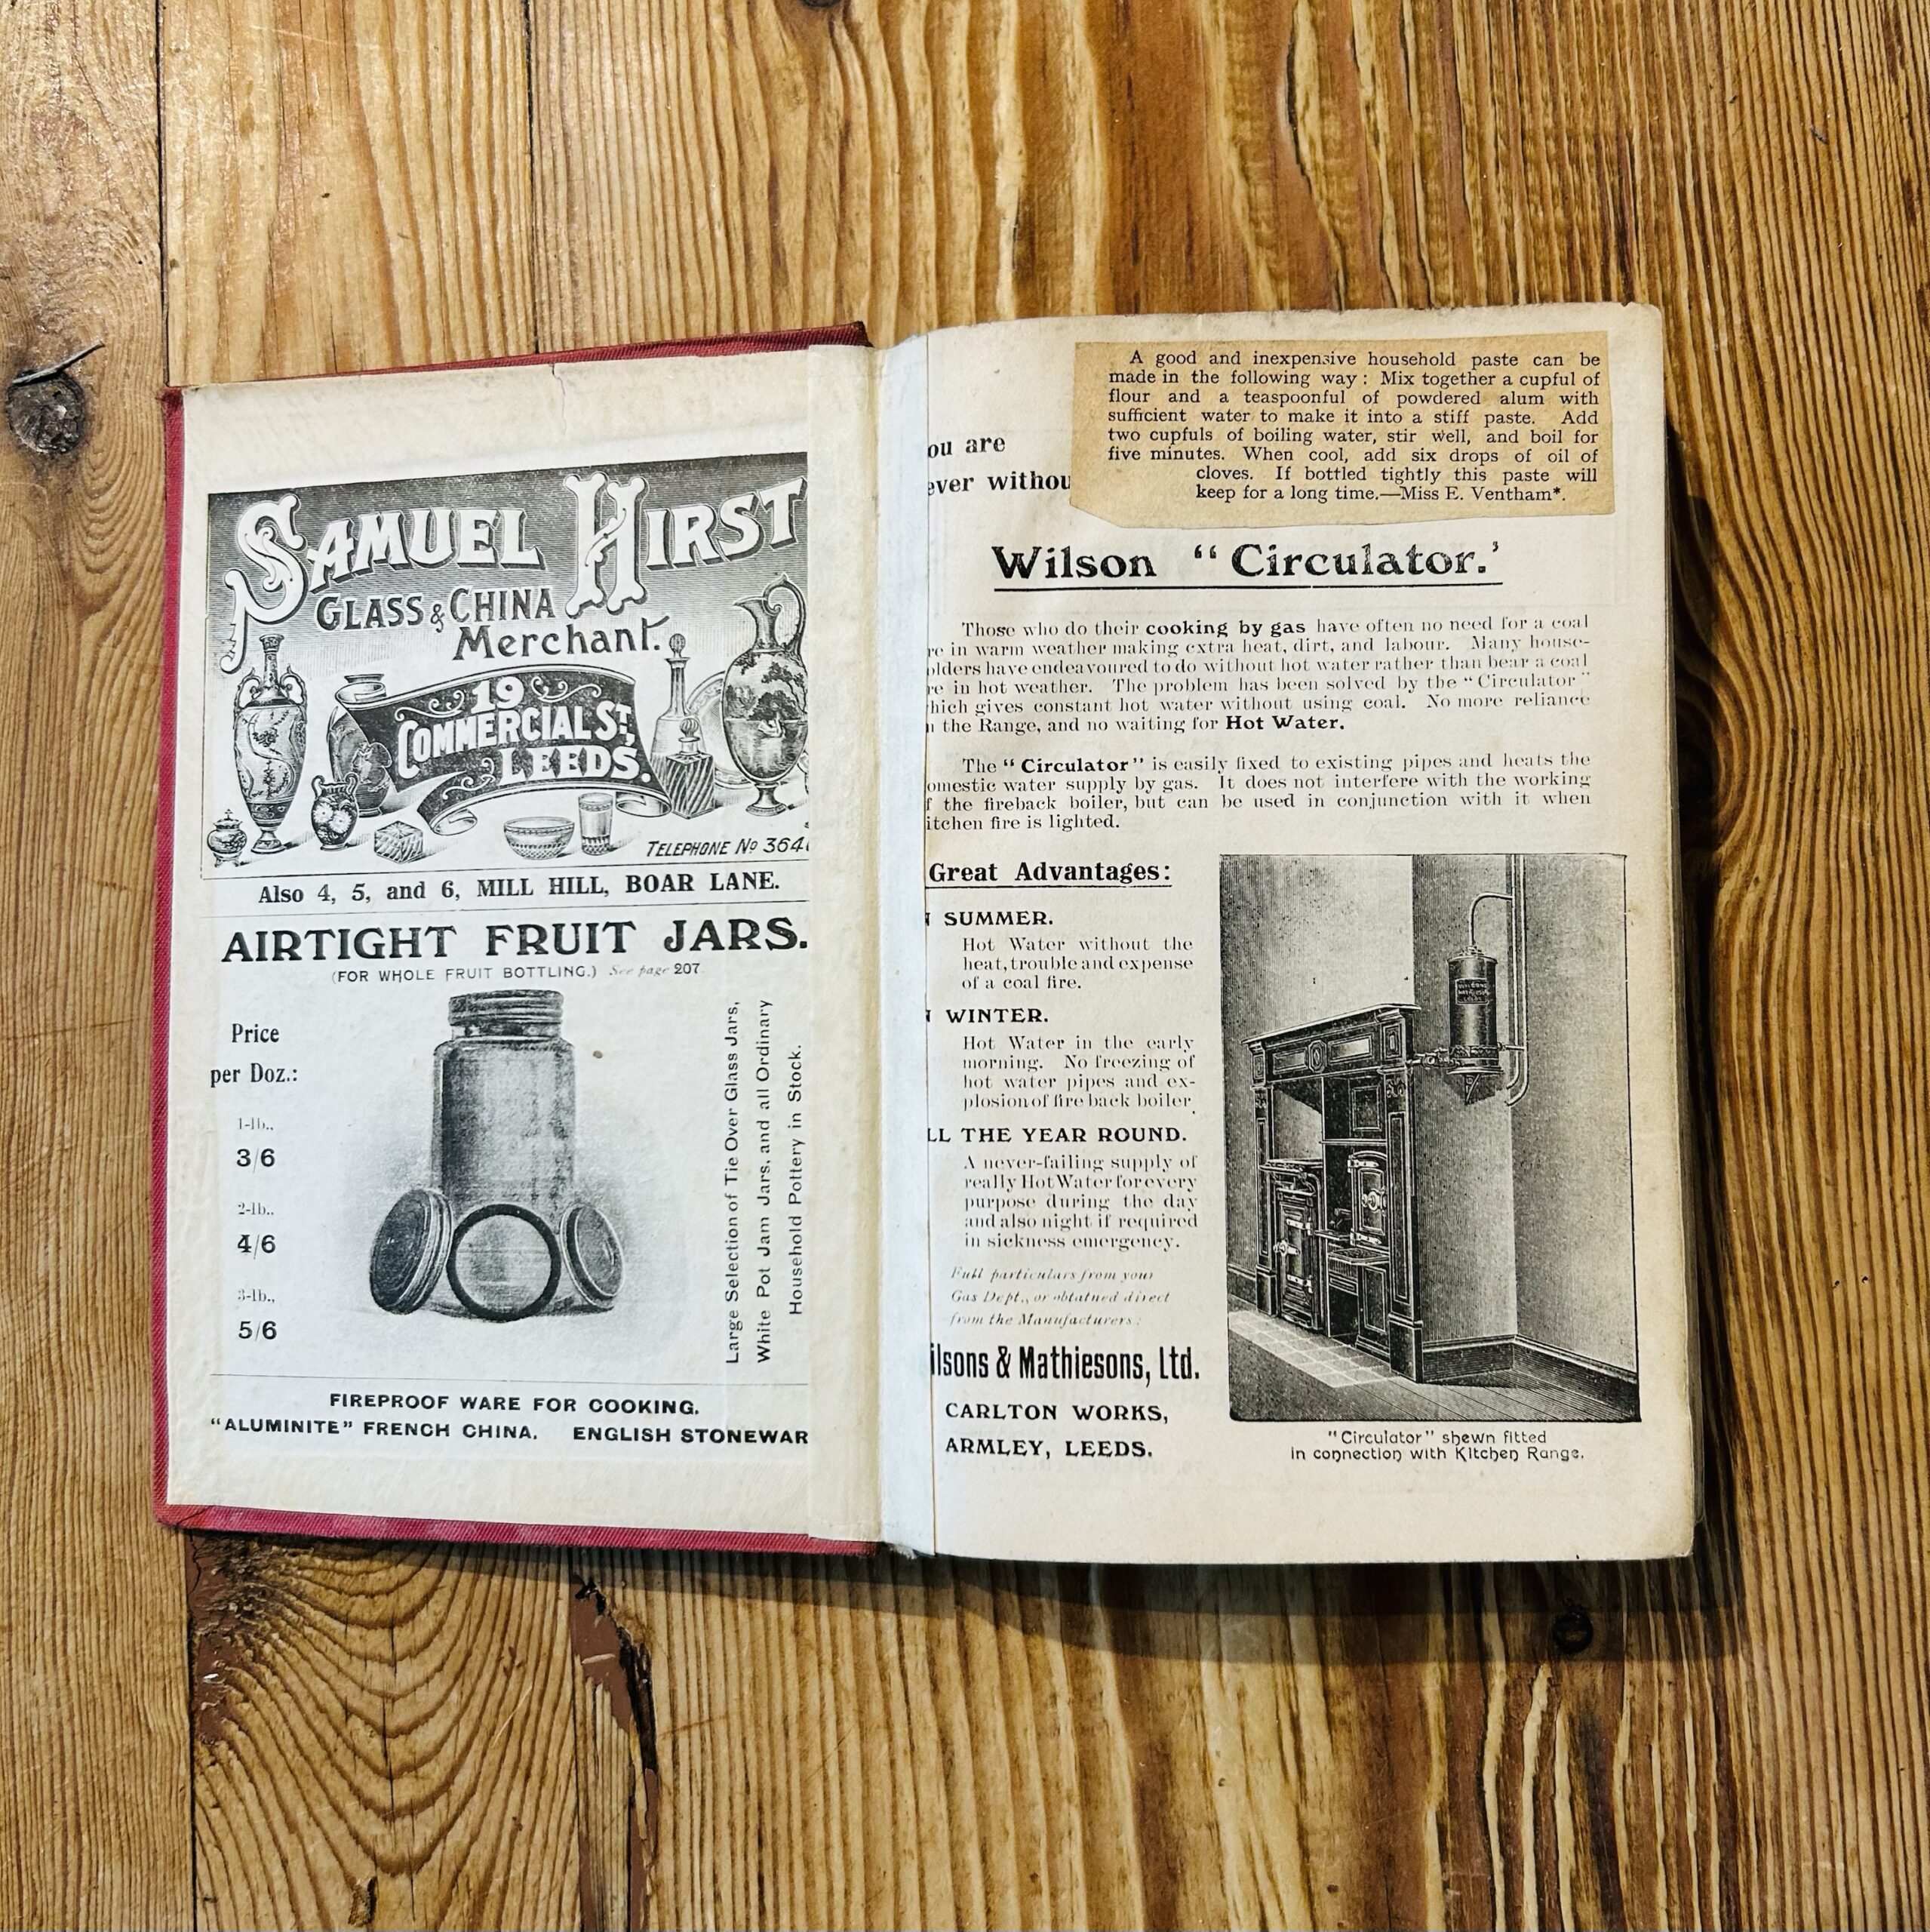 SAMUEL HIRST
GLASS & CHINA
Merchant.
19
COMMERCIAL ST,
LEEDS.
TELEPHONE No 364
Also 4, 5, and 6, MILL HILL, BOAR LANE.
AIRTIGHT FRUIT JARS.
(FOR WHOLE FRUIT BOTTLING.) See page 207
Price
per Doz.:
1-lb.,
3/6
2-lb.,
4/6
3-lb.,
5/6
Large Selection of Tie Over Glass Jars,
White Pot Jam Jars, and all Ordinary
Household Pottery in Stock.
FIREPROOF WARE FOR COOKING.
"ALUMINITE" FRENCH CHINA. ENGLISH STONEWAR
A good and inexpensive household paste can be
made in the following way: Mix together a cupful of
flour and a teaspoonful of powdered alum with
sufficient water to make it into a stiff paste. Add
two cupfuls of boiling water, stir well, and boil for
five minutes. When cool, add six drops of oil of
cloves. If bottled tightly this paste will
keep for a long time.—Miss E. Ventham*.
ou are
ever withou
Wilson "Circulator.'
Those who do their cooking by gas have often no need for a coal
re in warm weather making extra heat, dirt, and labour. Many house-
olders have endeavoured to do without hot water rather than bear a coal
re in hot weather. The problem has been solved by the "Circulator"
hich gives constant hot water without using coal. No more reliance
n the Range, and no waiting for Hot Water.
The "Circulator" is easily fixed to existing pipes and heats the
omestic water supply by gas. It does not interfere with the working
f the fireback boiler, but can be used in conjunction with it when
itchen fire is lighted.
Great Advantages:
SUMMER.
Hot Water without the
heat, trouble and expense
of a coal fire.
WINTER.
Hot Water in the early
morning. No freezing of
hot water pipes and ex-
plosion of fire back boiler.
LL THE YEAR ROUND.
A never-failing supply of
really Hot Water for every
purpose during the day
and also night if required
in sickness emergency.
Full particulars from your
Gas Dept., or obtained direct
from the Manufacturers:
ilsons & Mathiesons, Ltd.
CARLTON WORKS,
ARMLEY, LEEDS.
"Circulator" shewn fitted
in connection with Kitchen Range.